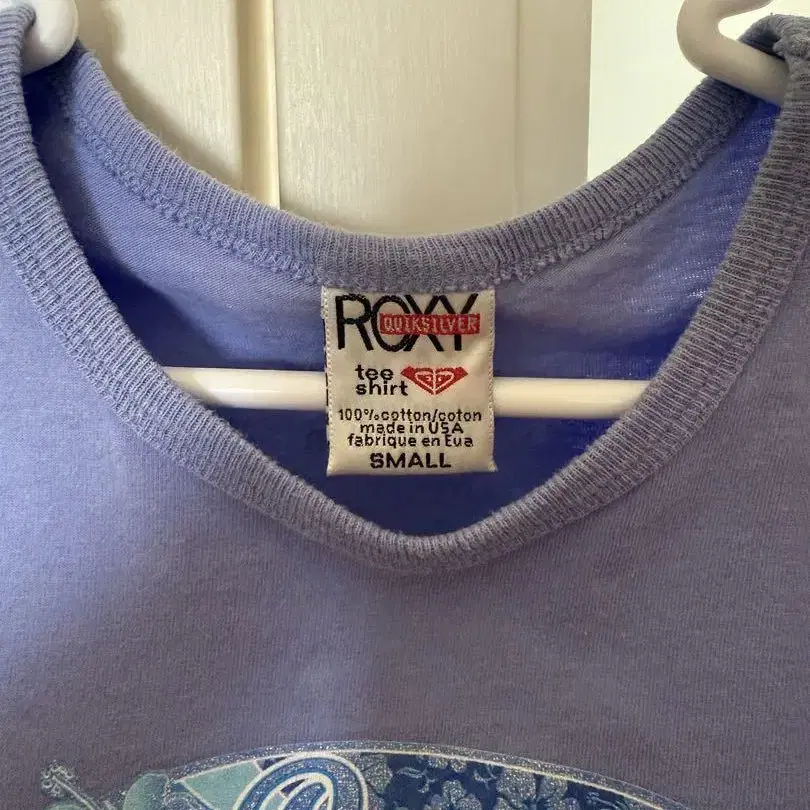 ROXY
QUIKSILVER
tee
shirt
100% cotton/coton
made in USA
fabrique en Eua
SMALL